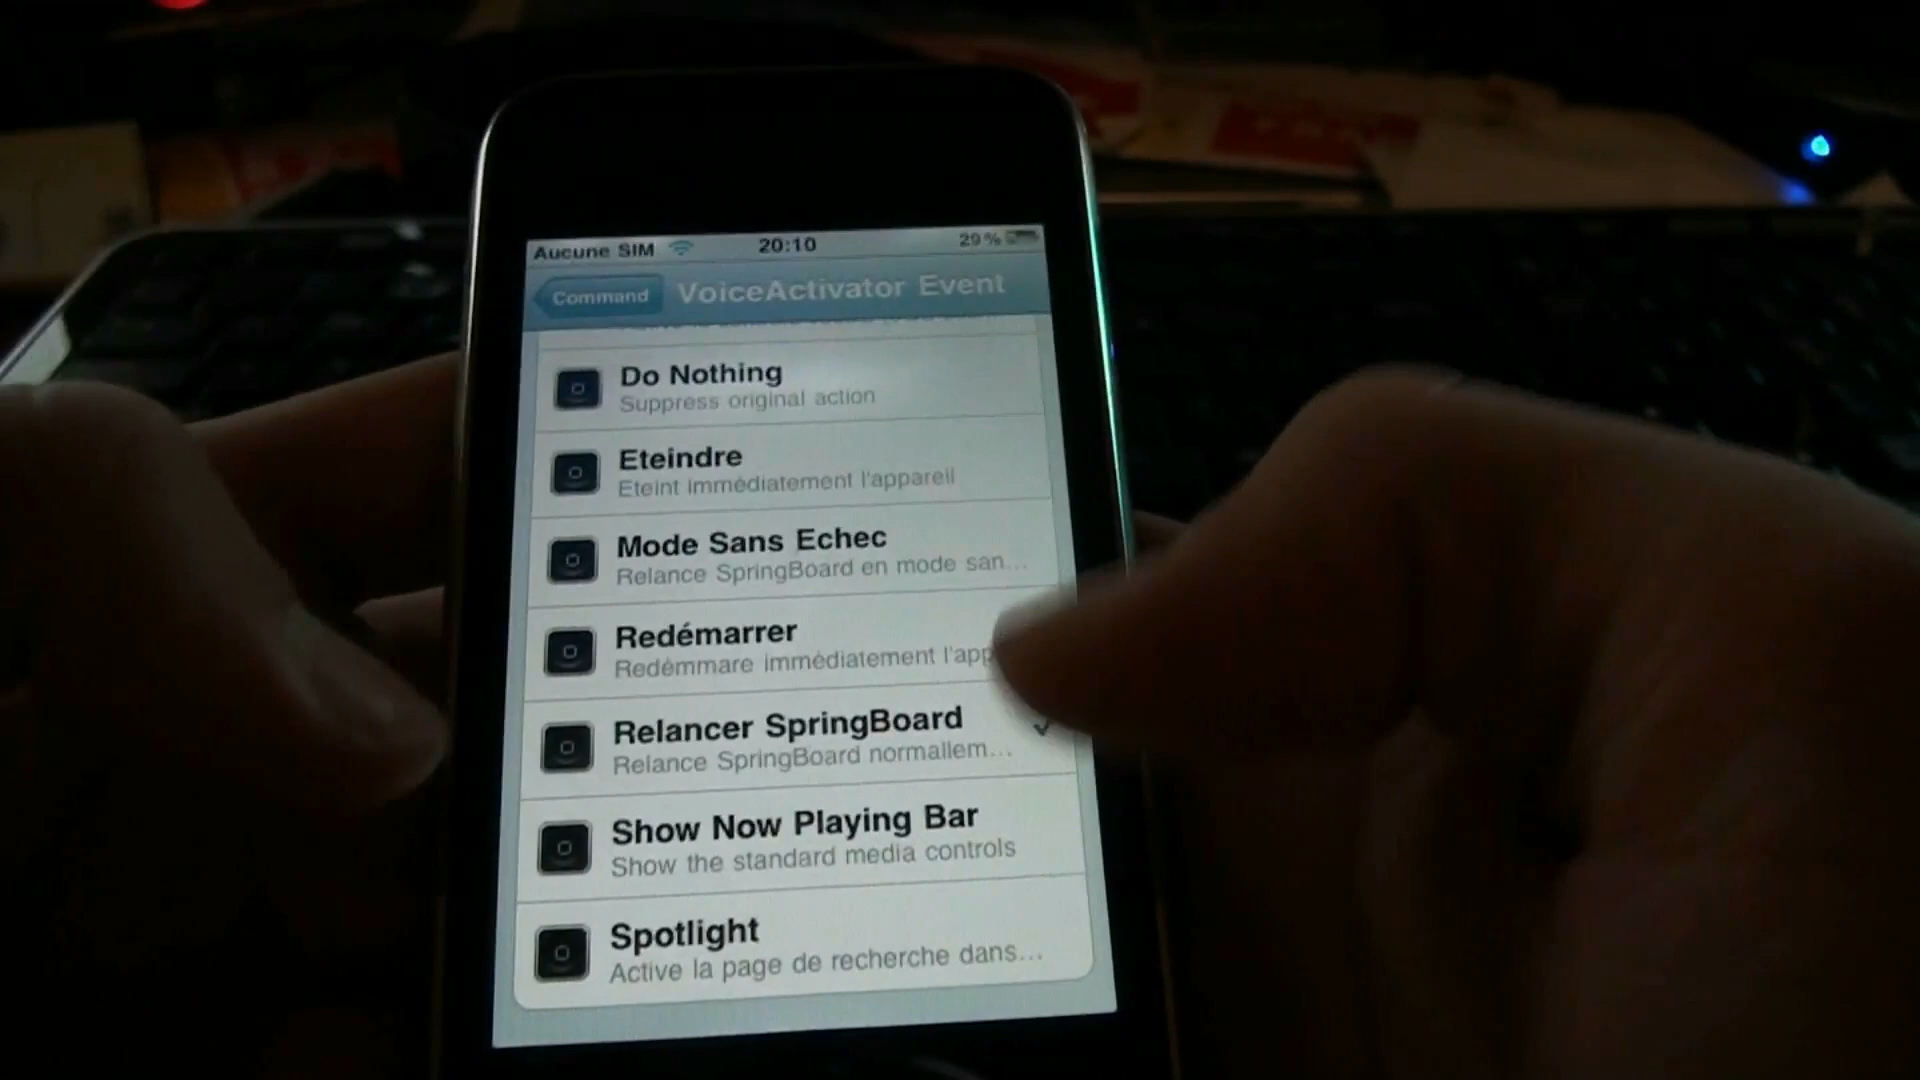 Aucune SIM 20:10 29 %
Command VoiceActivator Event
Do Nothing
Suppress original action
Eteindre
Eteint immédiatement l'appareil
Mode Sans Echec
Relance SpringBoard en mode san...
Redémarrer
Redémmare immédiatement l'app
Relancer SpringBoard
Relance SpringBoard normallem...
Show Now Playing Bar
Show the standard media controls
Spotlight
Active la page de recherche dans...